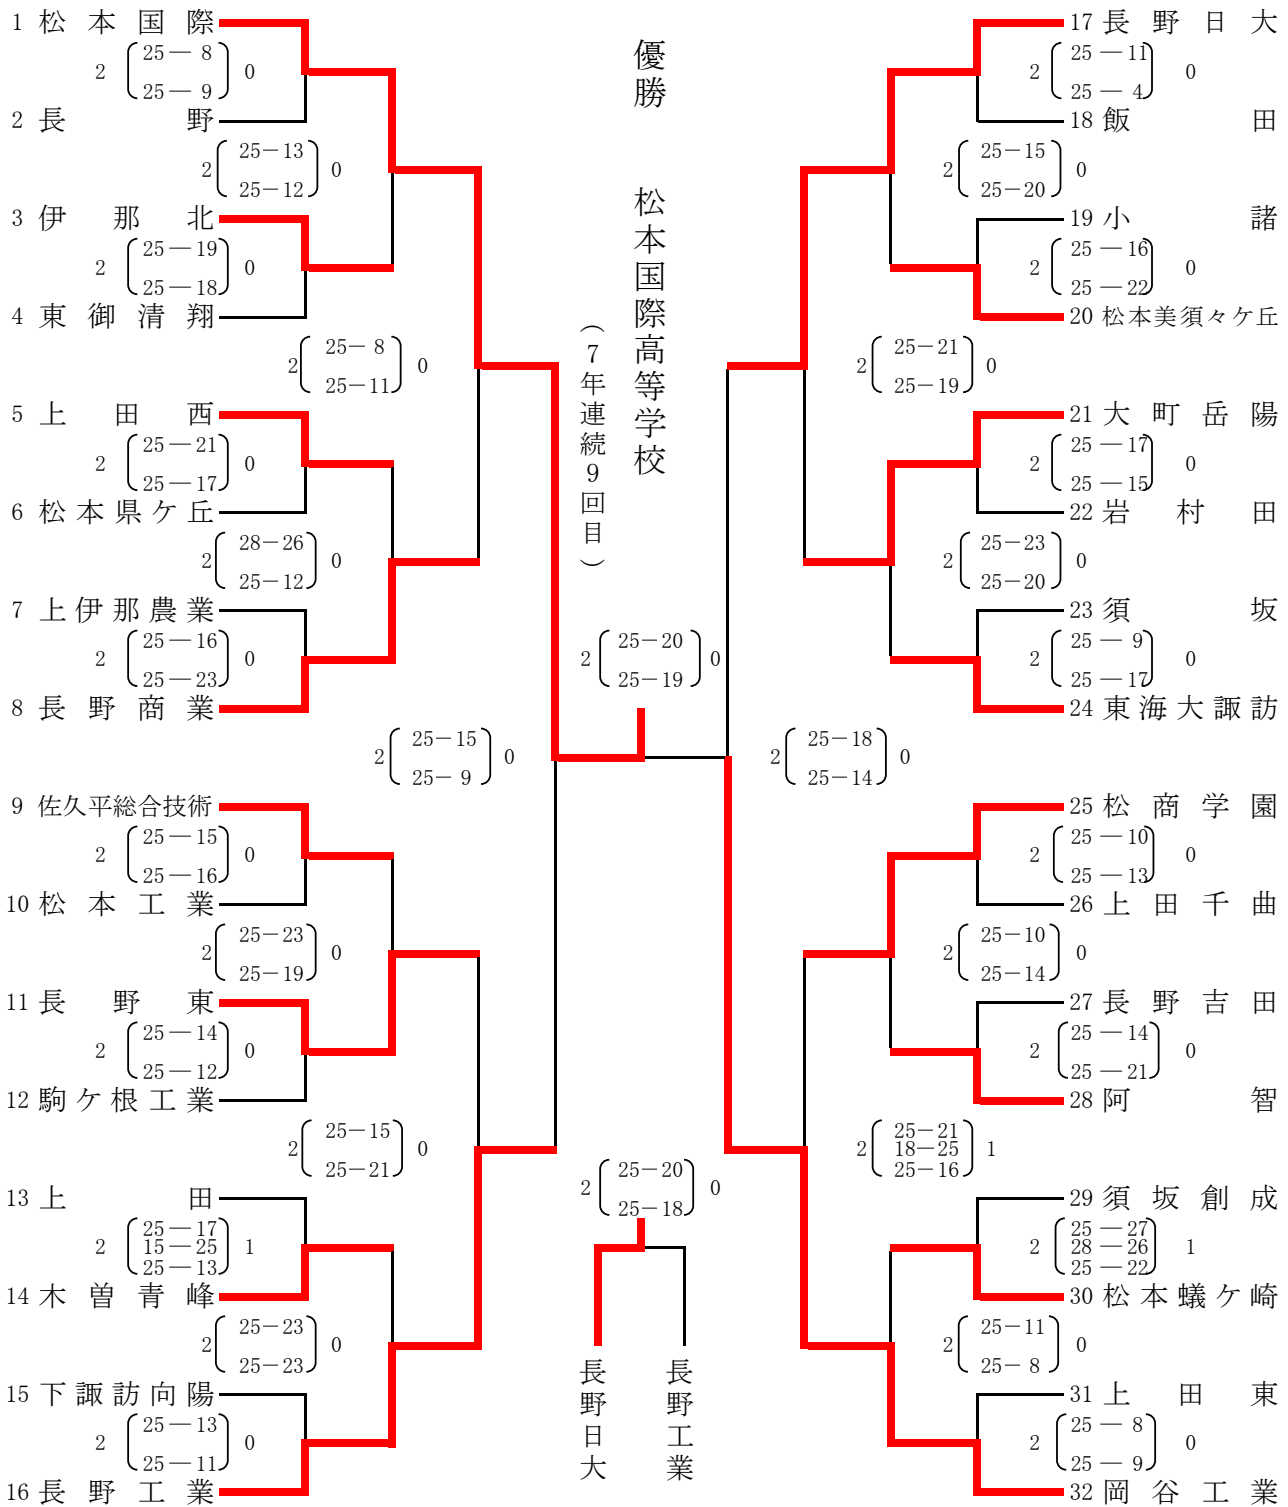 1 松本国際
2 25－8 0
25－9
2 長野
2 25－13 0
25－12
3 伊那北
2 25－19 0
25－18
4 東御清翔
2 25－8 0
25－11
5 上田西
2 25－21 0
25－17
6 松本県ケ丘
2 28－26 0
25－12
7 上伊那農業
2 25－16 0
25－23
8 長野商業
2 25－15 0
25－9
9 佐久平総合技術
2 25－15 0
25－16
10 松本工業
2 25－23 0
25－19
11 長野東
2 25－14 0
25－12
12 駒ケ根工業
2 25－15 0
25－21
13 上田
25－17
2 15－25 1
25－13
14 木曽青峰
2 25－23 0
25－23
15 下諏訪向陽
2 25－13 0
25－11
16 長野工業
優勝 松本国際高等学校
（7年連続9回目）
2 25－20 0
25－19
2 25－20 0
25－18
長野日大
長野工業
17 長野日大
2 25－11 0
25－4
18 飯田
2 25－15 0
25－20
19 小諸
2 25－16 0
25－22
20 松本美須々ケ丘
2 25－21 0
25－19
21 大町岳陽
2 25－17 0
25－15
22 岩村田
2 25－23 0
25－20
23 須坂
2 25－9 0
25－17
24 東海大諏訪
2 25－18 0
25－14
25 松商学園
2 25－10 0
25－13
26 上田千曲
2 25－10 0
25－14
27 長野吉田
2 25－14 0
25－21
28 阿智
25－21
2 18－25 1
25－16
29 須坂創成
25－27
2 28－26 1
25－22
30 松本蟻ケ崎
2 25－11 0
25－8
31 上田東
2 25－8 0
25－9
32 岡谷工業